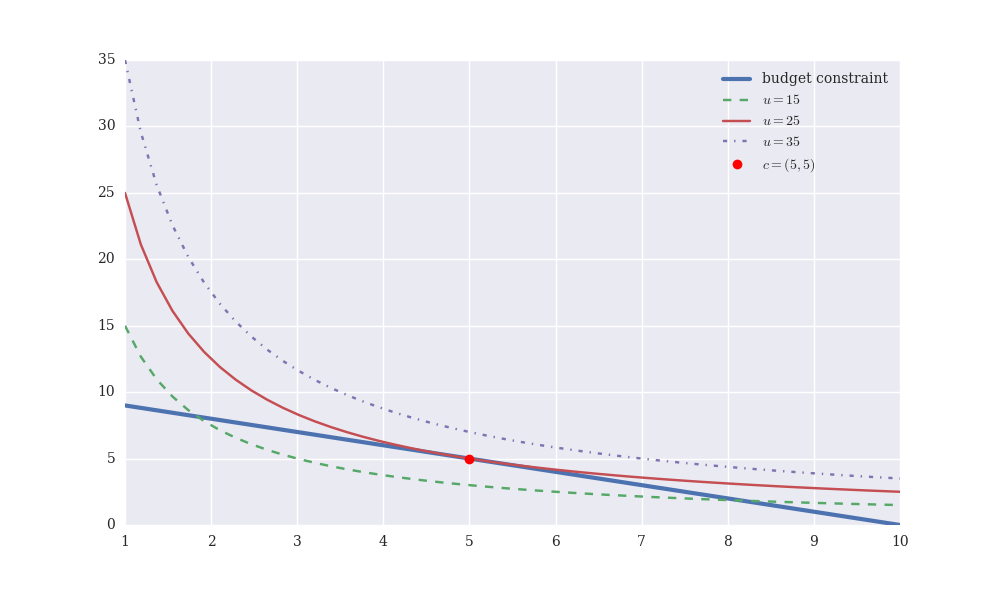 35
30
25
20
15
10
5
0
1 2 3 4 5 6 7 8 9 10
budget constraint
u = 15
u = 25
u = 35
c = (5, 5)